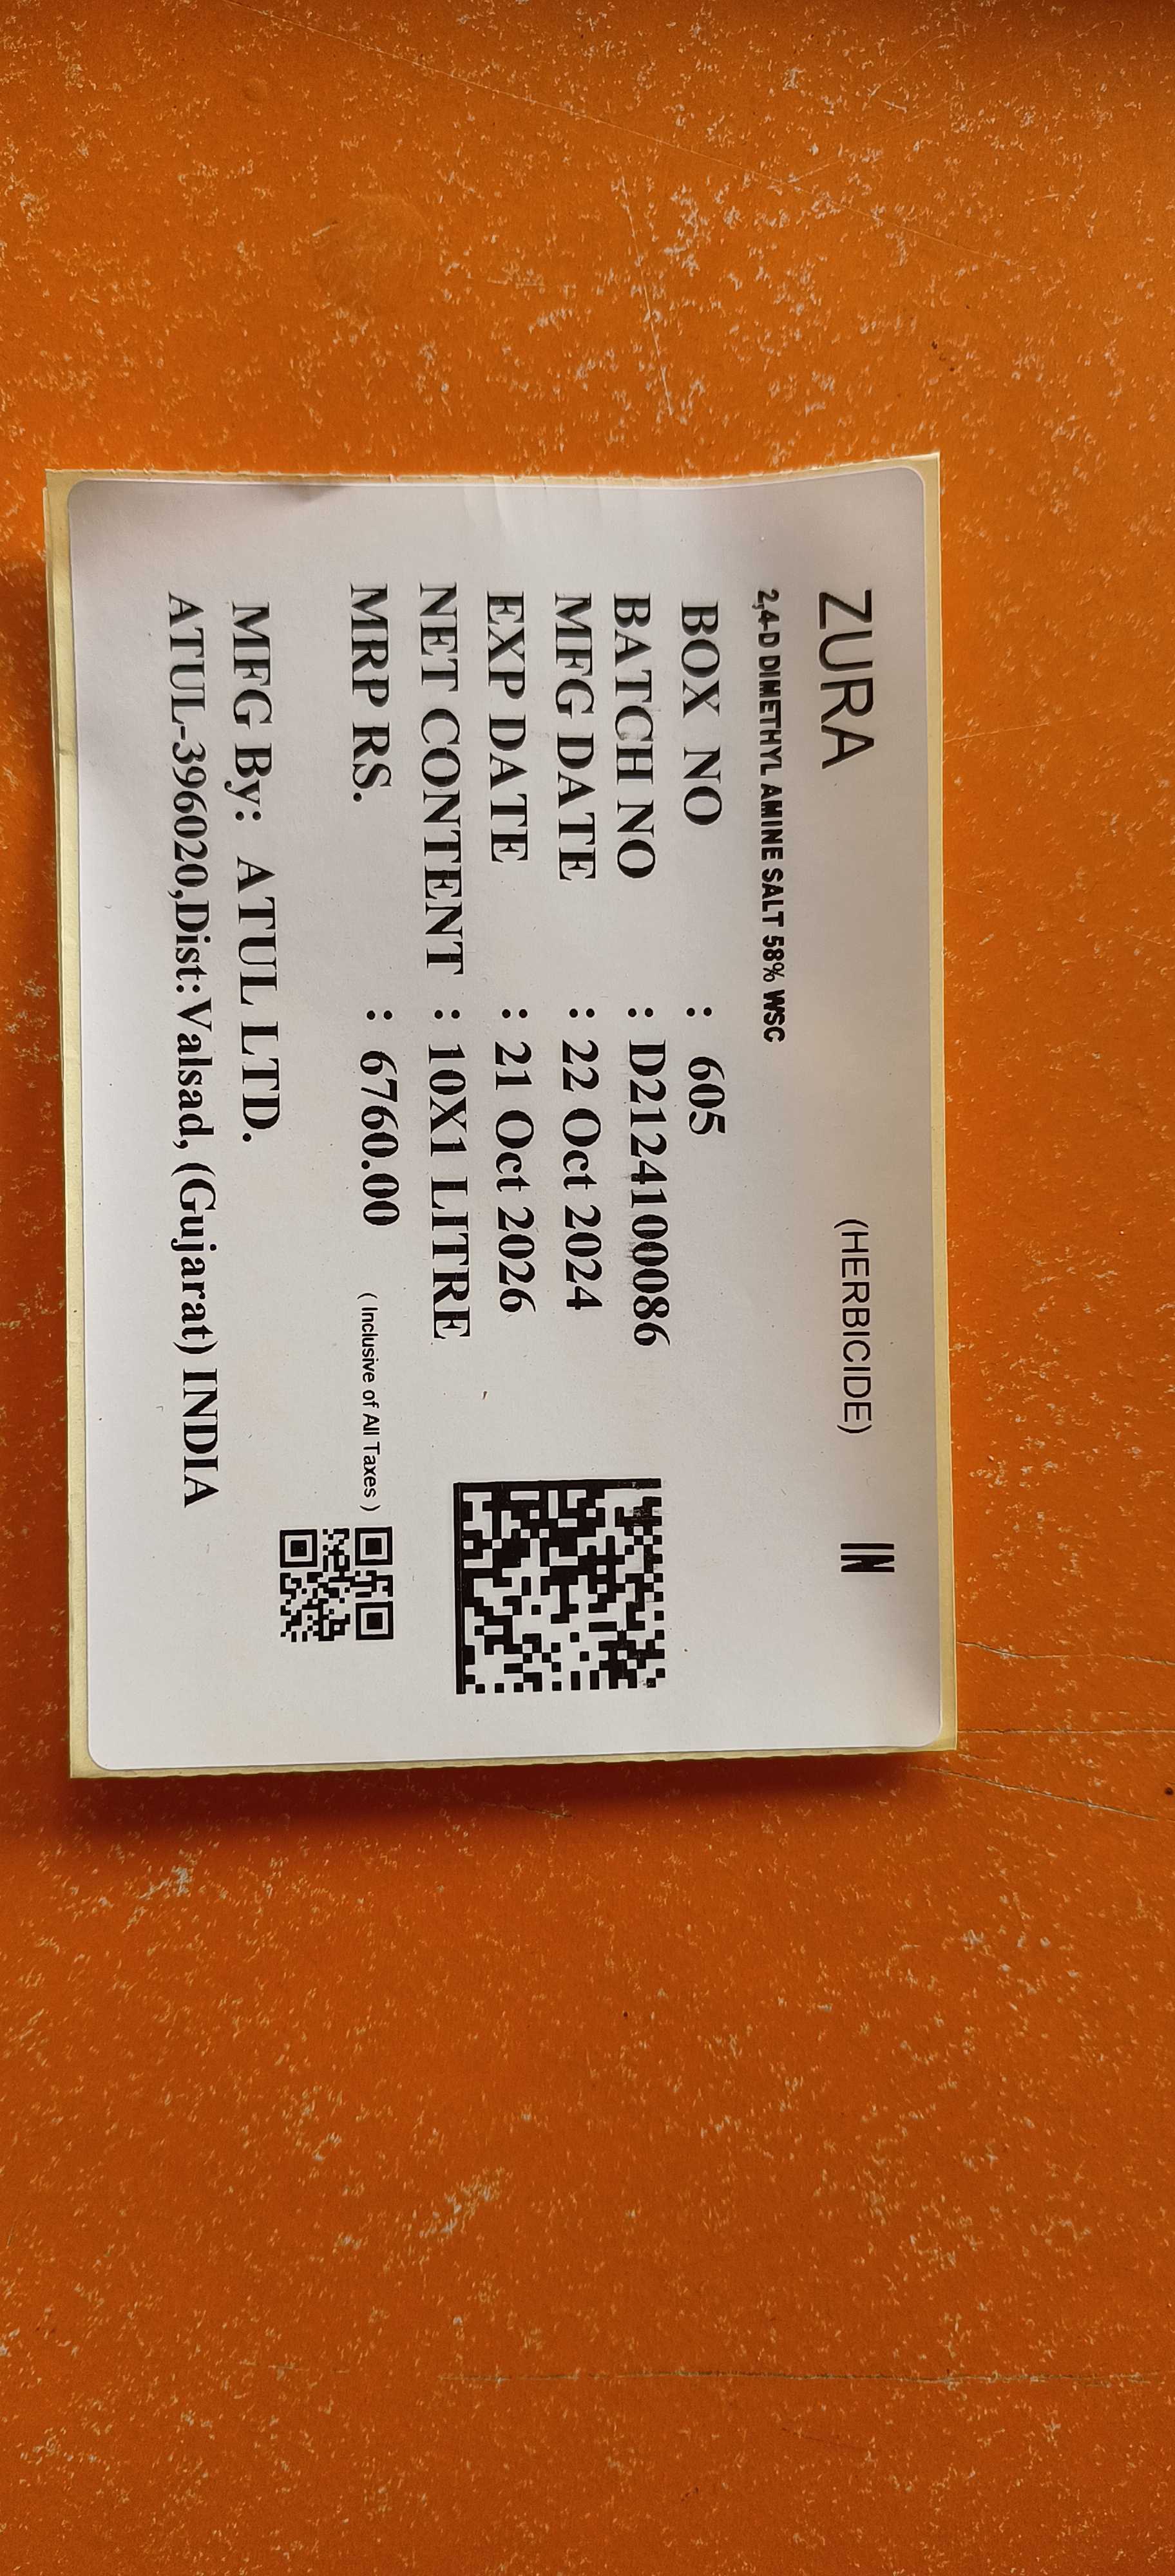 ZURA (HERBICIDE) IN
2,4-D DIMETHYL AMINE SALT 58% WSC
BOX NO : 605
BATCH NO : D212410086
MFG DATE : 22 Oct 2024
EXP DATE : 21 Oct 2026
NET CONTENT : 10X1 LITRE
MRP RS. : 6760.00 ( Inclusive of All Taxes )
MFG By: ATUL LTD.
ATUL-396020,Dist:Valsad, (Gujarat) INDIA